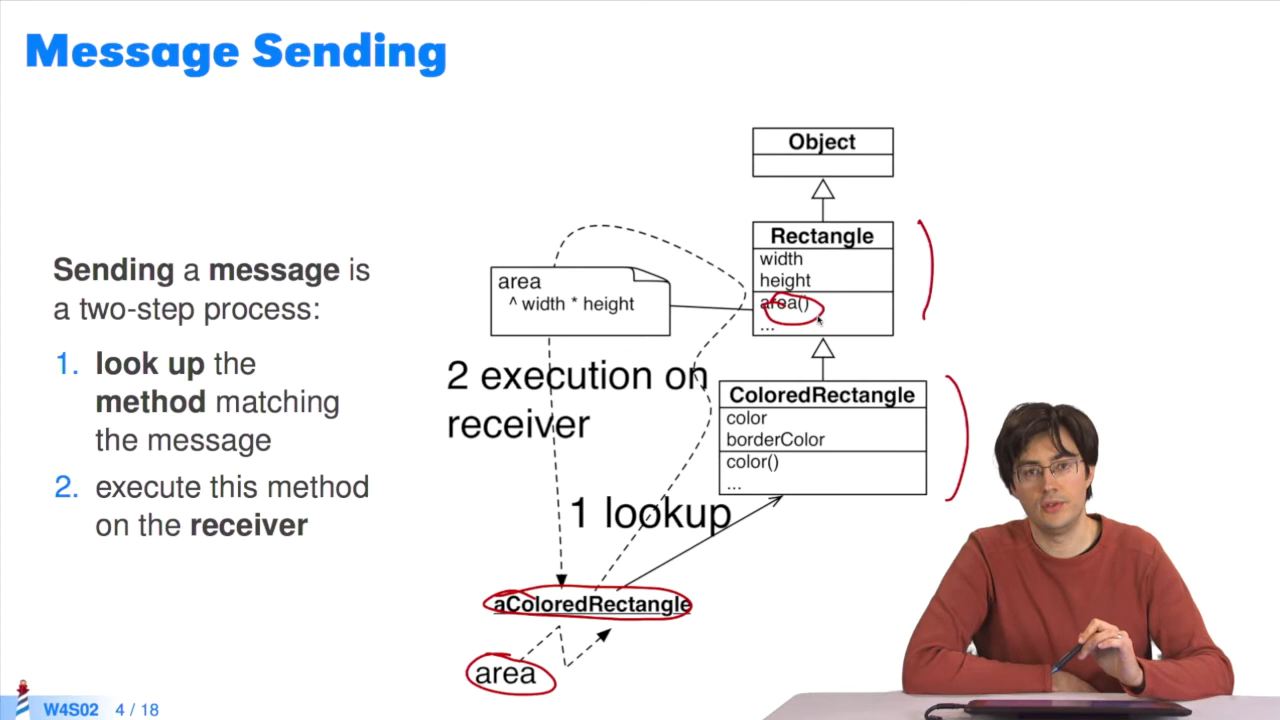 Message Sending
Sending a message is
a two-step process:
1. look up the
method matching
the message
2. execute this method
on the receiver
Object
Rectangle
width
height
area()
...
area
^ width * height
2 execution on
receiver
ColoredRectangle
color
borderColor
color()
...
1 lookup
aColoredRectangle
area
W4S02 4 / 18